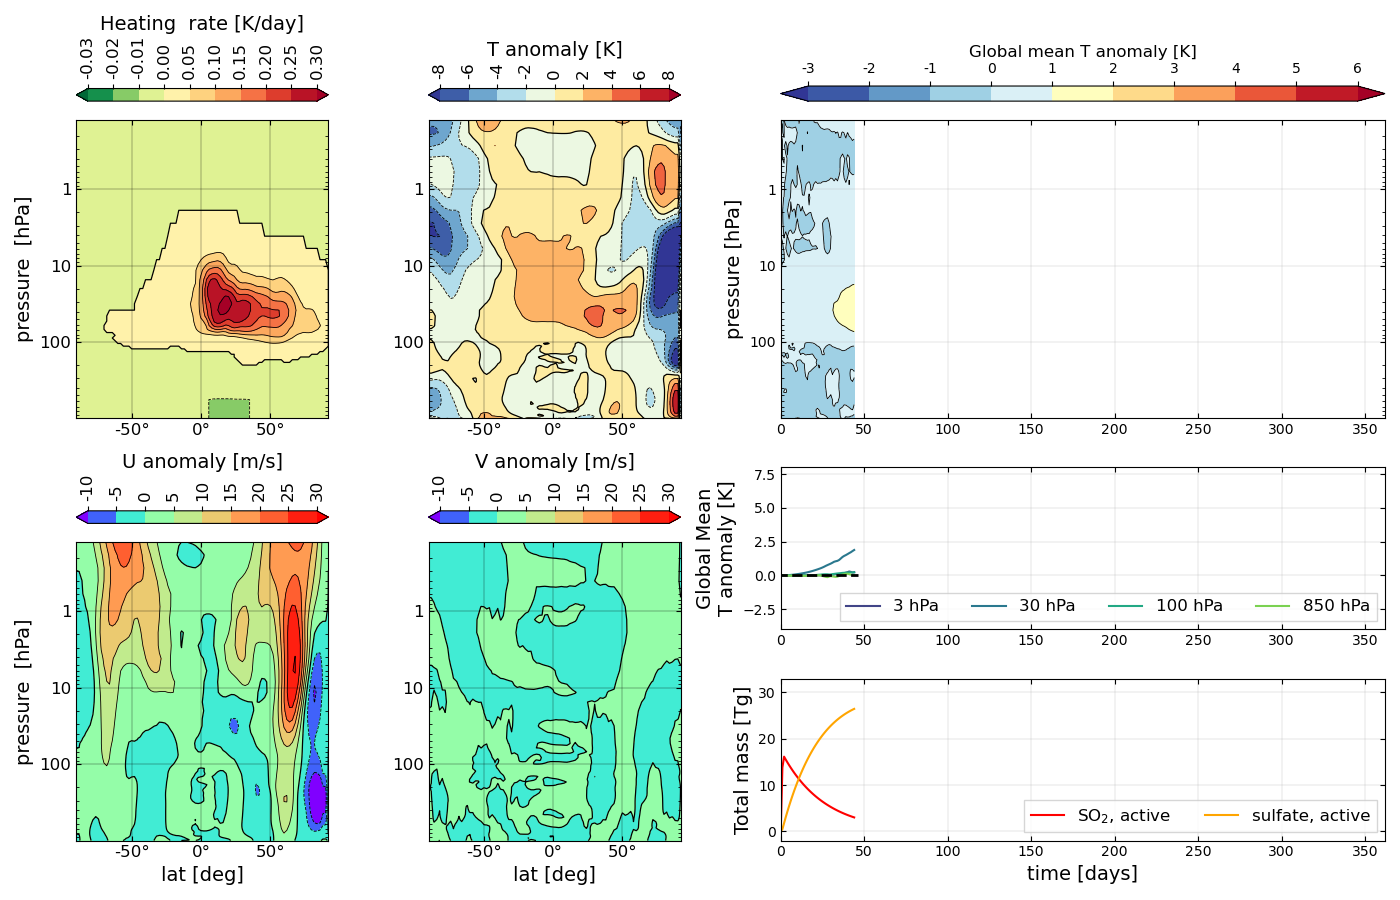 Heating  rate [K/day]
-0.03 -0.02 -0.01 0.00 0.05 0.10 0.15 0.20 0.25 0.30
pressure  [hPa]
1
10
100
-50° 0° 50°
T anomaly [K]
-8 -6 -4 -2 0 2 4 6 8
1
10
100
-50° 0° 50°
Global mean T anomaly [K]
-3 -2 -1 0 1 2 3 4 5 6
pressure  [hPa]
1
10
100
0 50 100 150 200 250 300 350
U anomaly [m/s]
-10 -5 0 5 10 15 20 25 30
pressure  [hPa]
1
10
100
-50° 0° 50°
lat [deg]
V anomaly [m/s]
-10 -5 0 5 10 15 20 25 30
1
10
100
-50° 0° 50°
lat [deg]
Global Mean
T anomaly [K]
7.5
5.0
2.5
0.0
−2.5
3 hPa 30 hPa 100 hPa 850 hPa
0 50 100 150 200 250 300 350
Total mass [Tg]
30
20
10
0
SO₂, active sulfate, active
0 50 100 150 200 250 300 350
time [days]